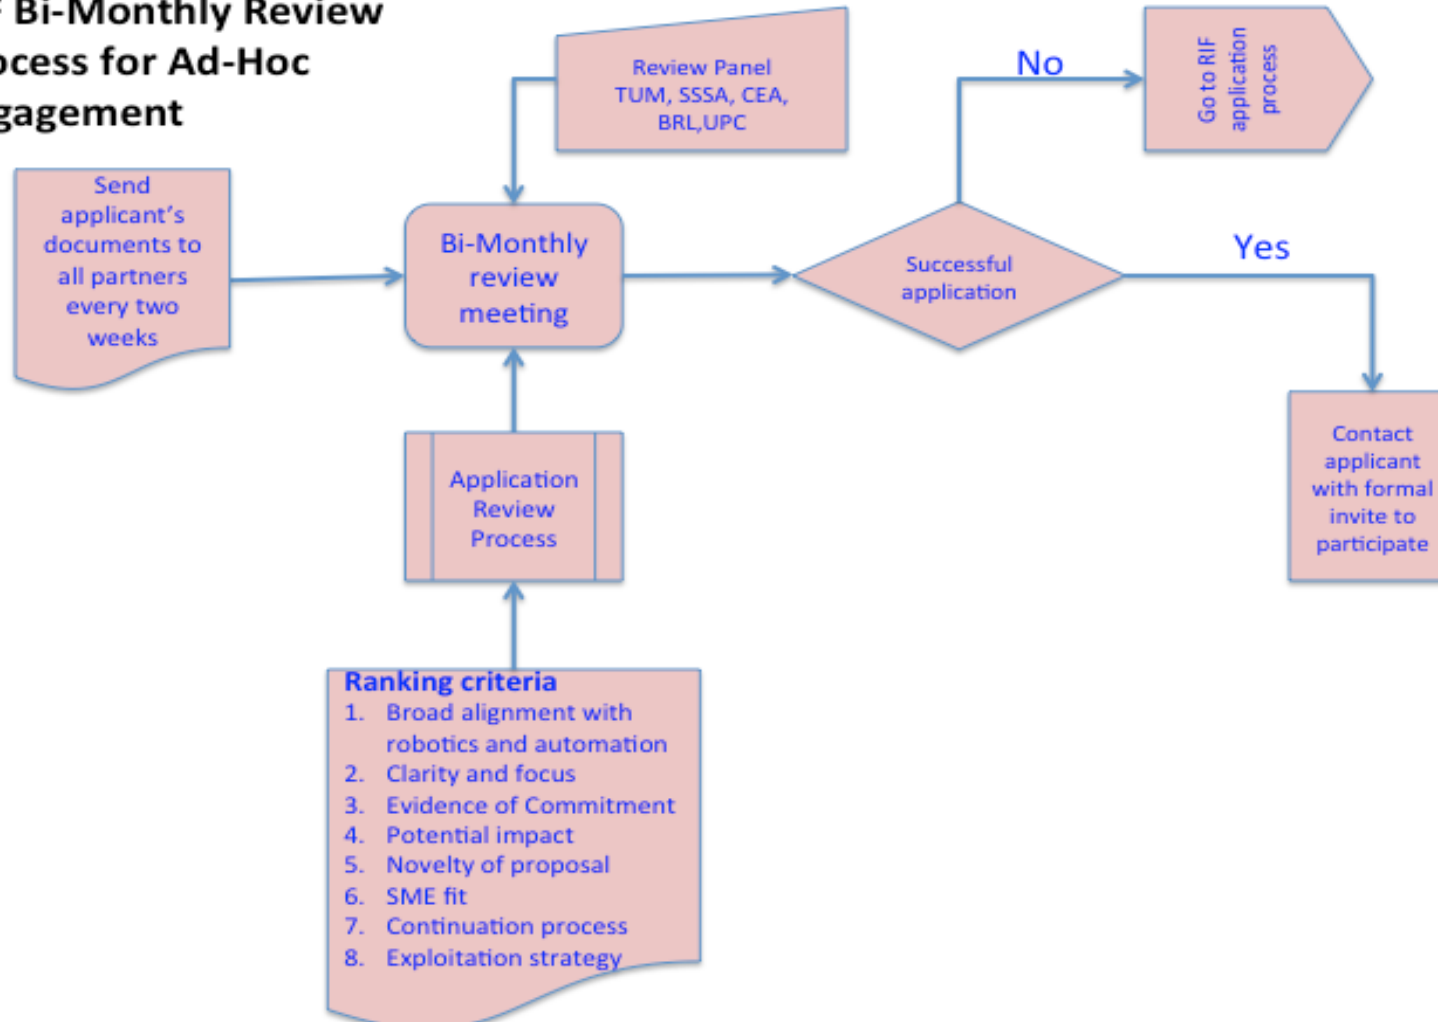 Bi-Monthly Review
ocess for Ad-Hoc
gagement
Send
applicant's
documents to
all partners
every two
weeks
Review Panel
TUM, SSSA, CEA,
BRL,UPC
Bi-Monthly
review
meeting
Successful
application
No
Go to RIF
application
process
Yes
Contact
applicant
with formal
invite to
participate
Application
Review
Process
Ranking criteria
1. Broad alignment with
robotics and automation
2. Clarity and focus
3. Evidence of Commitment
4. Potential impact
5. Novelty of proposal
6. SME fit
7. Continuation process
8. Exploitation strategy